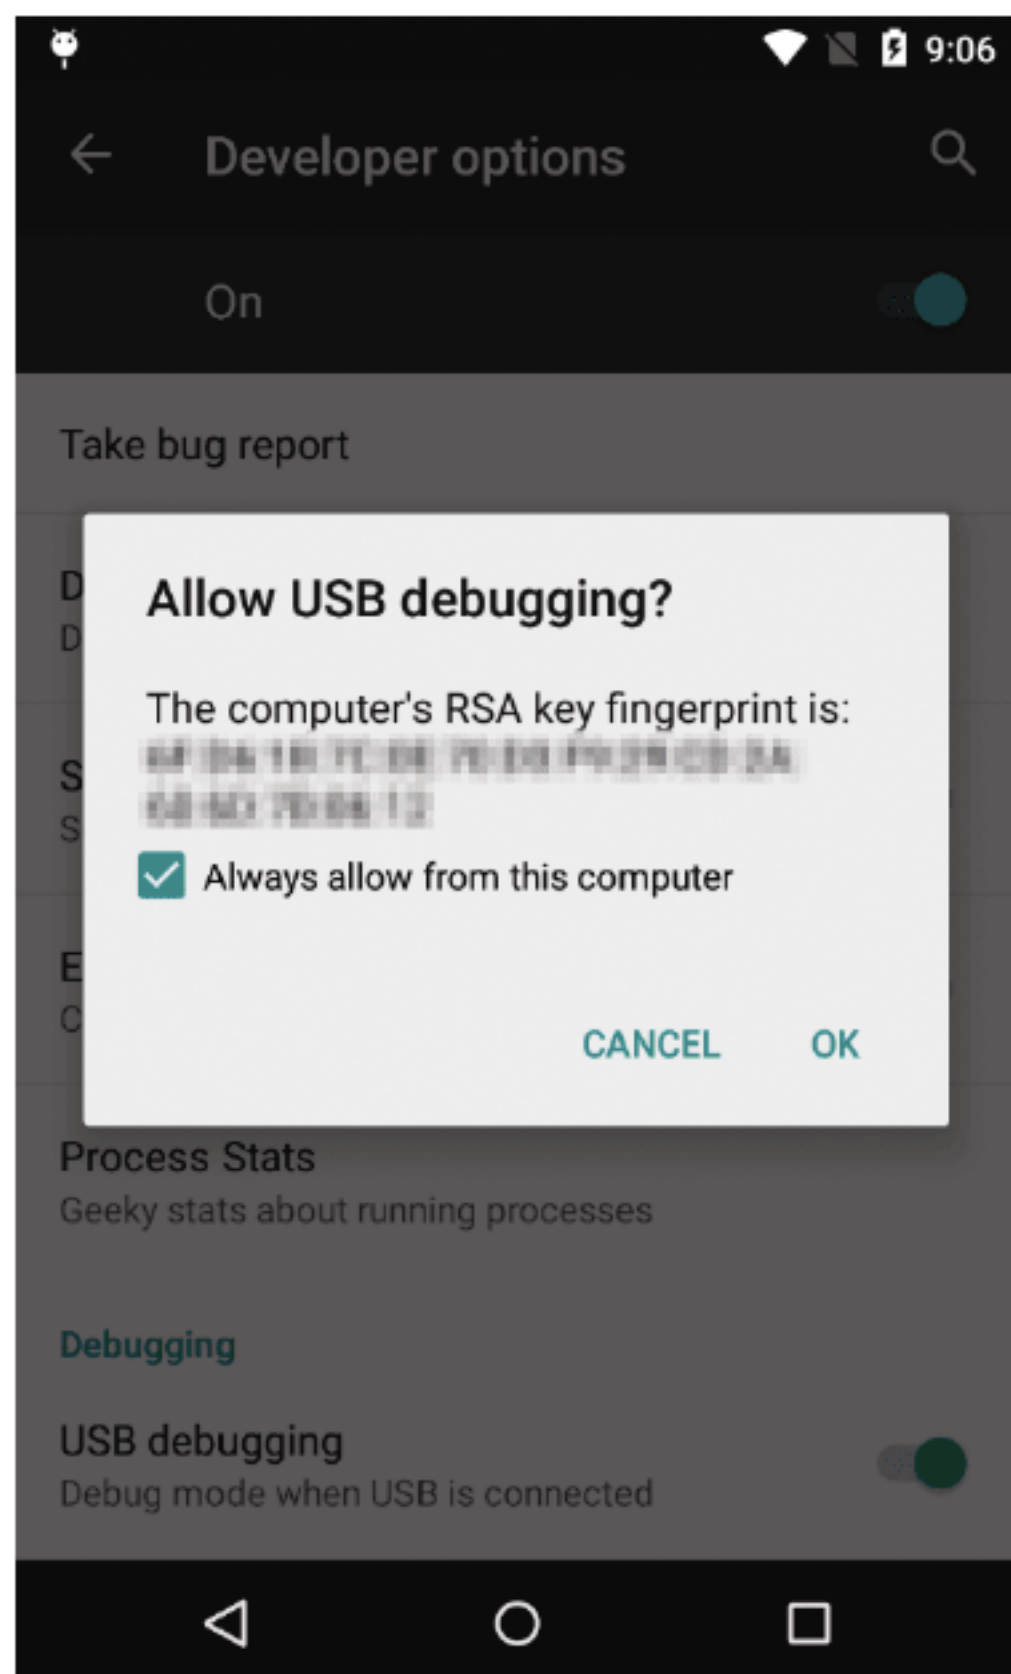 9:06
Developer options
On
Take bug report
D
D
Allow USB debugging?
The computer's RSA key fingerprint is:
S
S
Always allow from this computer
E
C
CANCEL OK
Process Stats
Geeky stats about running processes
Debugging
USB debugging
Debug mode when USB is connected